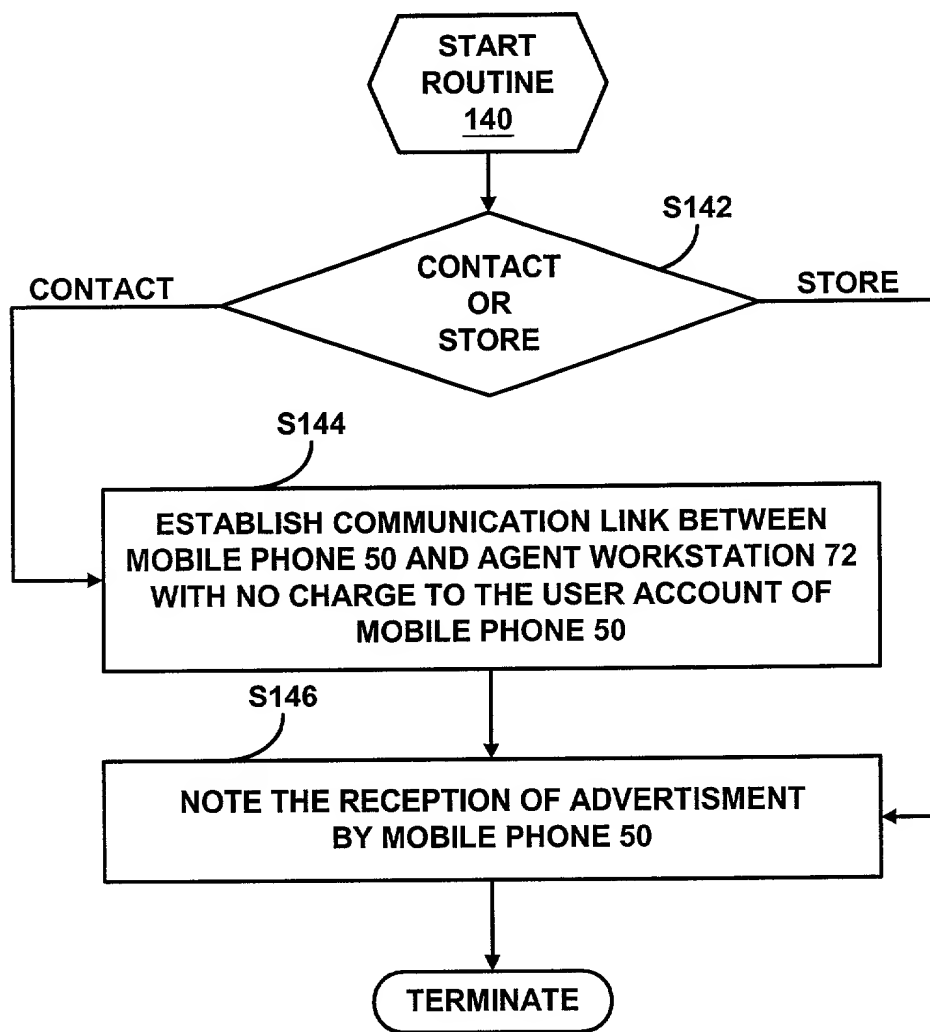 START
ROUTINE
140
S142
CONTACT
OR
STORE
CONTACT
STORE
S144
ESTABLISH COMMUNICATION LINK BETWEEN
MOBILE PHONE 50 AND AGENT WORKSTATION 72
WITH NO CHARGE TO THE USER ACCOUNT OF
MOBILE PHONE 50
S146
NOTE THE RECEPTION OF ADVERTISMENT
BY MOBILE PHONE 50
TERMINATE